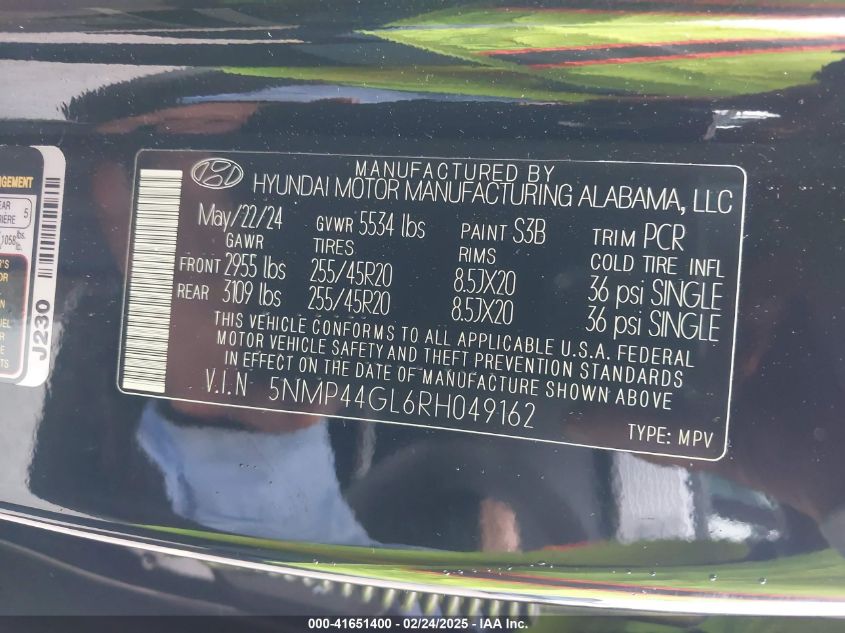 NGEMENT
5
1058 lbs.
J230
MANUFACTURED BY
HYUNDAI MOTOR MANUFACTURING ALABAMA, LLC
May/22/24 GVWR 5534 lbs PAINT S3B TRIM PCR
GAWR TIRES RIMS COLD TIRE INFL
FRONT 2955 lbs 255/45R20 8.5JX20 36 psi SINGLE
REAR 3109 lbs 255/45R20 8.5JX20 36 psi SINGLE
THIS VEHICLE CONFORMS TO ALL APPLICABLE U.S.A. FEDERAL
MOTOR VEHICLE SAFETY AND THEFT PREVENTION STANDARDS
IN EFFECT ON THE DATE OF MANUFACTURE SHOWN ABOVE
V.I.N 5NMP44GL6RH049162
TYPE: MPV
000-41651400 - 02/24/2025 - IAA Inc.